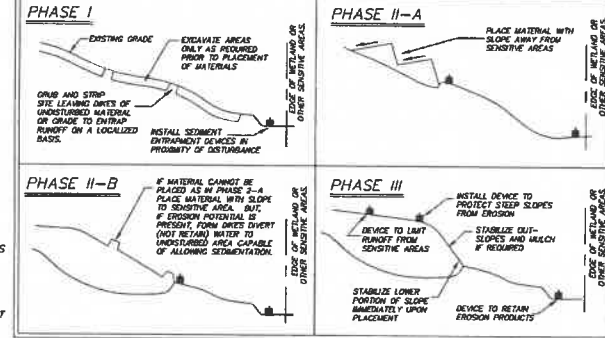 PHASE I
EXISTING GRADE
EXCAVATE AREAS
ONLY AS REQUIRED
PRIOR TO PLACEMENT
OF MATERIALS
GRUB AND STRIP
SITE LEAVING DIKES OF
UNDISTURBED MATERIAL
OR GRADE TO ENTRAP
RUNOFF ON A LOCALIZED
BASIS.
INSTALL SEDIMENT
ENTRAPMENT DEVICES IN
PROXIMITY OF DISTURBANCE
EDGE OF WETLAND OR
OTHER SENSITIVE AREAS.
PHASE II-A
PLACE MATERIAL WITH
SLOPE AWAY FROM
SENSITIVE AREAS
EDGE OF WETLAND OR
OTHER SENSITIVE AREAS.
PHASE II-B
IF MATERIAL CANNOT BE
PLACED AS IN PHASE 2-A
PLACE MATERIAL WITH SLOPE
TO SENSITIVE AREA. BUT,
IF EROSION POTENTIAL IS
PRESENT, FORM DIKES DIVERT
(NOT RETAIN) WATER TO
UNDISTURBED AREA CAPABLE
OF ALLOWING SEDIMENTATION.
EDGE OF WETLAND OR
OTHER SENSITIVE AREAS.
PHASE III
INSTALL DEVICE TO
PROTECT STEEP SLOPES
FROM EROSION
DEVICE TO LIMIT
RUNOFF FROM
SENSITIVE AREAS
STABILIZE OUT-
SLOPES AND MULCH
IF REQUIRED
STABILIZE LOWER
PORTION OF SLOPE
IMMEDIATELY UPON
PLACEMENT
DEVICE TO RETAIN
EROSION PRODUCTS
EDGE OF WETLAND OR
OTHER SENSITIVE AREAS.